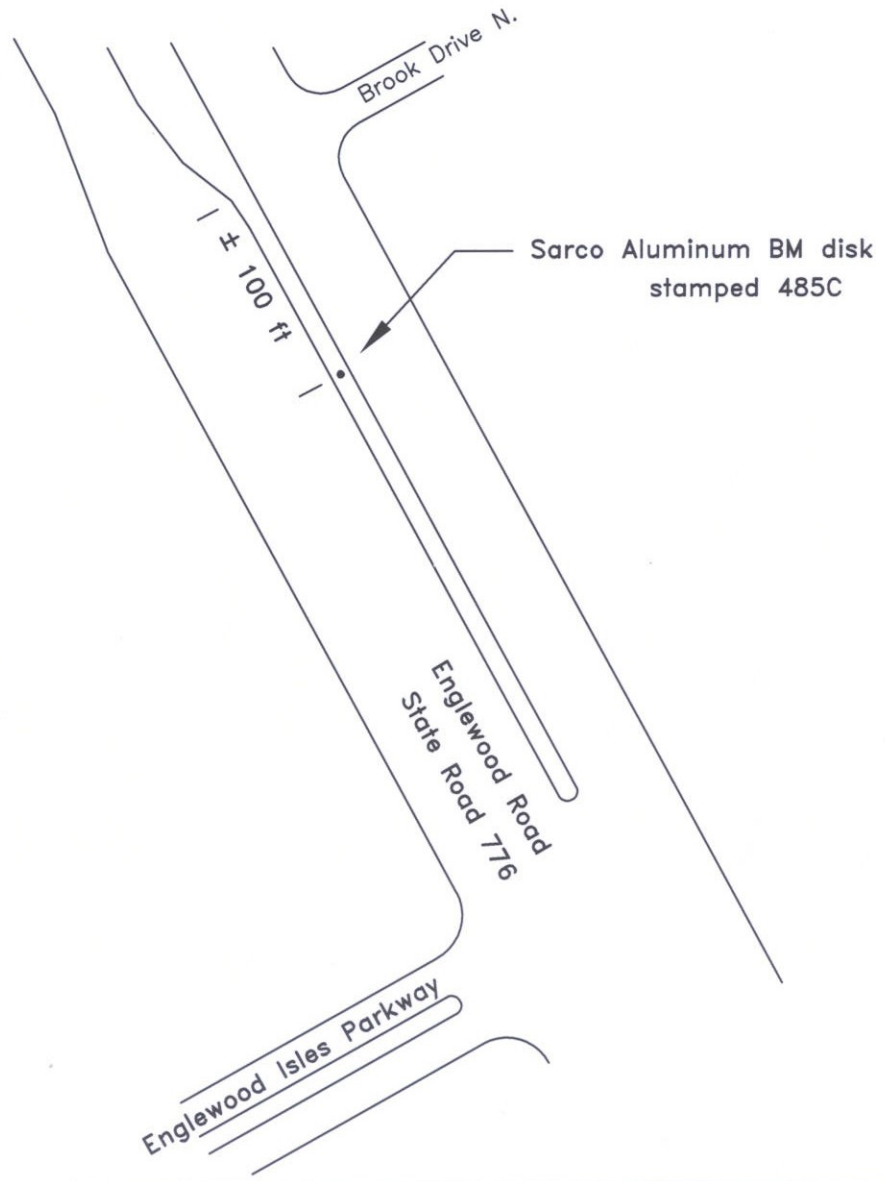 Brook Drive N.
Sarco Aluminum BM disk
stamped 485C
± 100 ft
Englewood Road
State Road 776
Englewood Isles Parkway